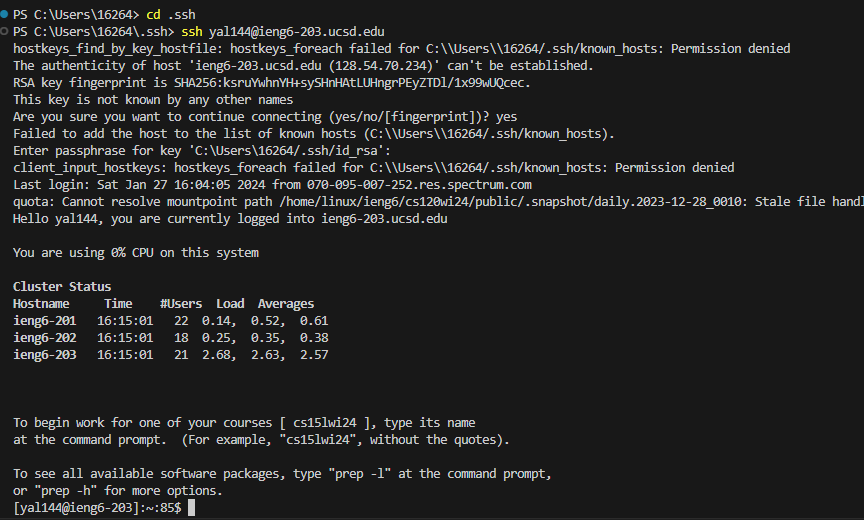 PS C:\Users\16264> cd .ssh
PS C:\Users\16264\.ssh> ssh yal144@ieng6-203.ucsd.edu
hostkeys_find_by_key_hostfile: hostkeys_foreach failed for C:\\Users\\16264/.ssh/known_hosts: Permission denied
The authenticity of host 'ieng6-203.ucsd.edu (128.54.70.234)' can't be established.
RSA key fingerprint is SHA256:ksruYwhnYH+sySHnHAtLUHngrPEyZTDl/1x99wUQcec.
This key is not known by any other names
Are you sure you want to continue connecting (yes/no/[fingerprint])? yes
Failed to add the host to the list of known hosts (C:\\Users\\16264/.ssh/known_hosts).
Enter passphrase for key 'C:\Users\16264/.ssh/id_rsa':
client_input_hostkeys: hostkeys_foreach failed for C:\\Users\\16264/.ssh/known_hosts: Permission denied
Last login: Sat Jan 27 16:04:05 2024 from 070-095-007-252.res.spectrum.com
quota: Cannot resolve mountpoint path /home/linux/ieng6/cs120wi24/public/.snapshot/daily.2023-12-28_0010: Stale file handl
Hello yal144, you are currently logged into ieng6-203.ucsd.edu

You are using 0% CPU on this system

Cluster Status
Hostname     Time    #Users  Load  Averages
ieng6-201   16:15:01   22  0.14,  0.52,  0.61
ieng6-202   16:15:01   18  0.25,  0.35,  0.38
ieng6-203   16:15:01   21  2.68,  2.63,  2.57

To begin work for one of your courses [ cs15lwi24 ], type its name
at the command prompt.  (For example, "cs15lwi24", without the quotes).

To see all available software packages, type "prep -l" at the command prompt,
or "prep -h" for more options.
[yal144@ieng6-203]:~:85$